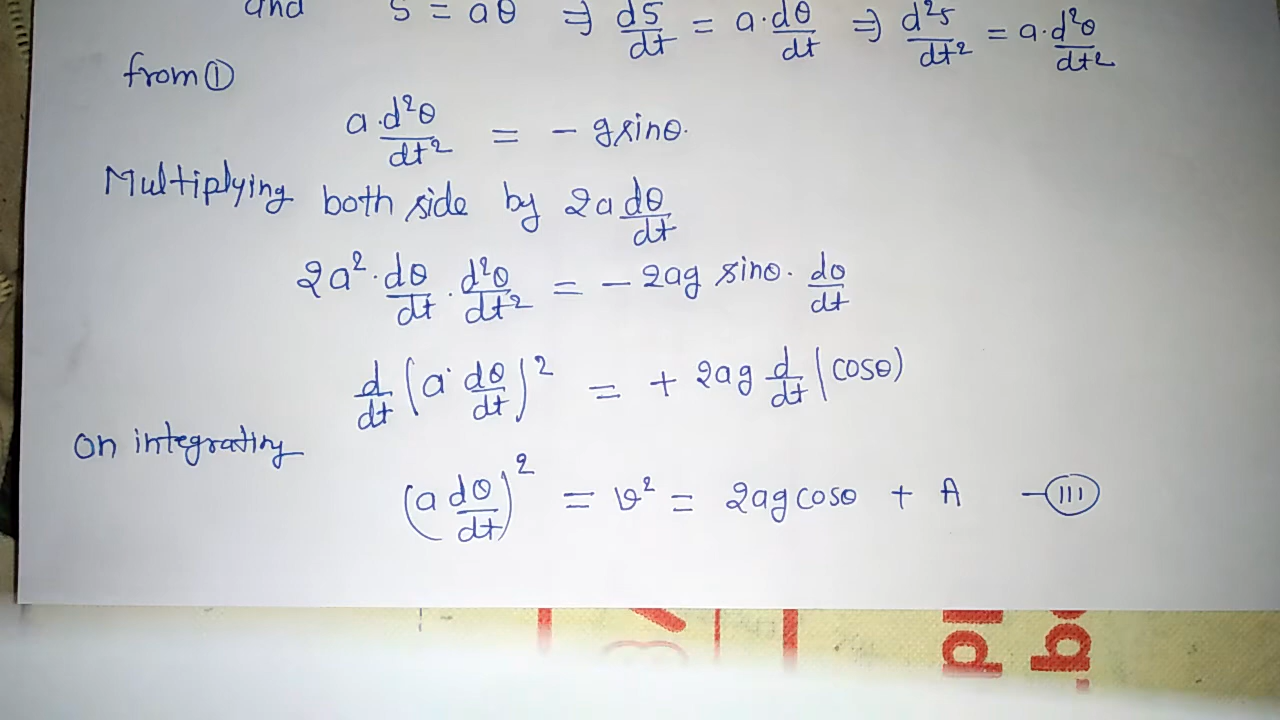 and S = aθ ⇒ dS/dt = a·dθ/dt ⇒ d²s/dt² = a·d²θ/dt²
from ①
a·d²θ/dt² = - gsinθ.
Multiplying both side by 2a dθ/dt
2a²·dθ/dt·d²θ/dt² = - 2ag sinθ· dθ/dt
d/dt (a·dθ/dt)² = + 2ag d/dt (cosθ)
on integrating
(a dθ/dt)² = v² = 2ag cosθ + A —(III)
pl
.b